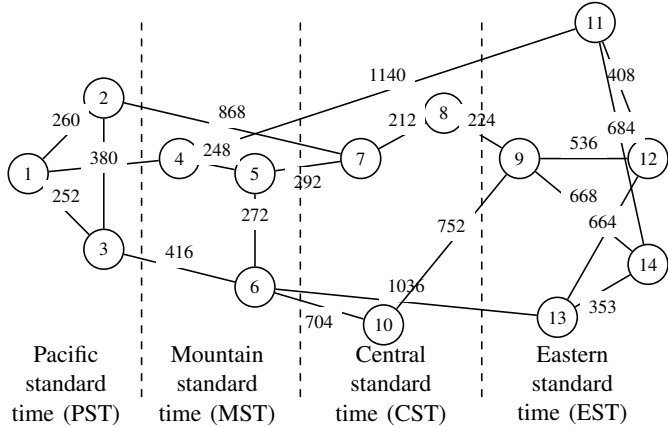 11
1140
408
260
2
868
212
8
224
684
380
4
248
7
9
536
12
1
5
292
252
668
272
752
664
3
416
14
6
1036
353
704
10
13
Pacific
standard
time (PST)
Mountain
standard
time (MST)
Central
standard
time (CST)
Eastern
standard
time (EST)